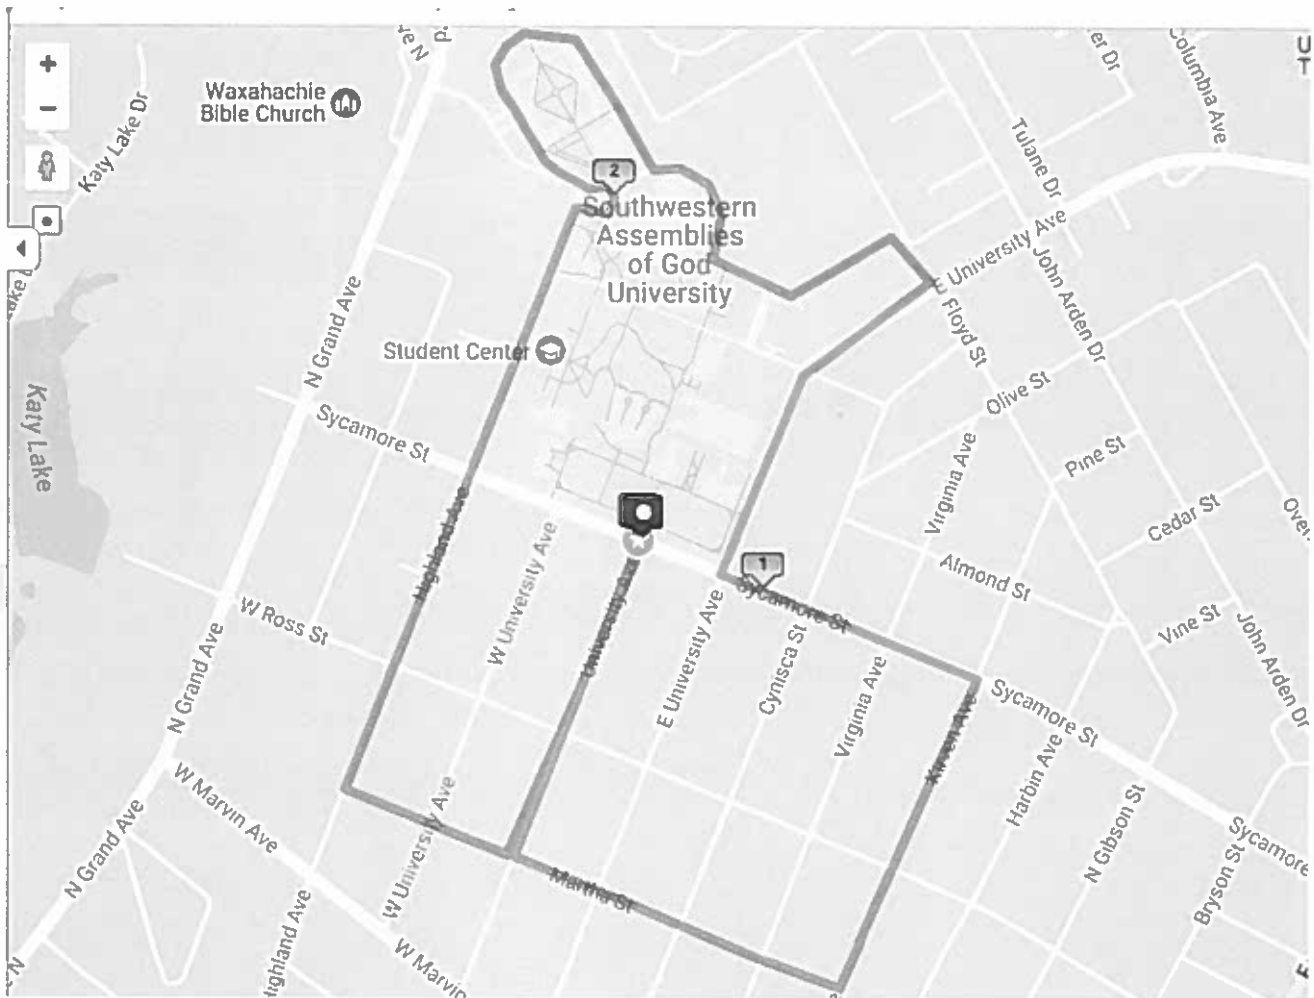 Waxahachie
Bible Church
Katy Lake Dr
Columbia Ave
Tulane Dr
2
Southwestern
Assemblies
of God
University
E University Ave
John Arden Dr
Floyd St
N Grand Ave
Student Center
Olive St
Katy Lake
Sycamore St
Virginia Ave
Pine St
Cedar St
Highland Ave
W University Ave
University Ave
1
Sycamore St
Almond St
W Ross St
E University Ave
Cynisca St
Virginia Ave
Vine St
John Arden Dr
N Grand Ave
Sycamore St
Kirven Ave
Harbin Ave
W Marvin Ave
N Grand Ave
W University Ave
Martha St
N Gibson St
Sycamore
Bryson St
Highland Ave
W Marvin